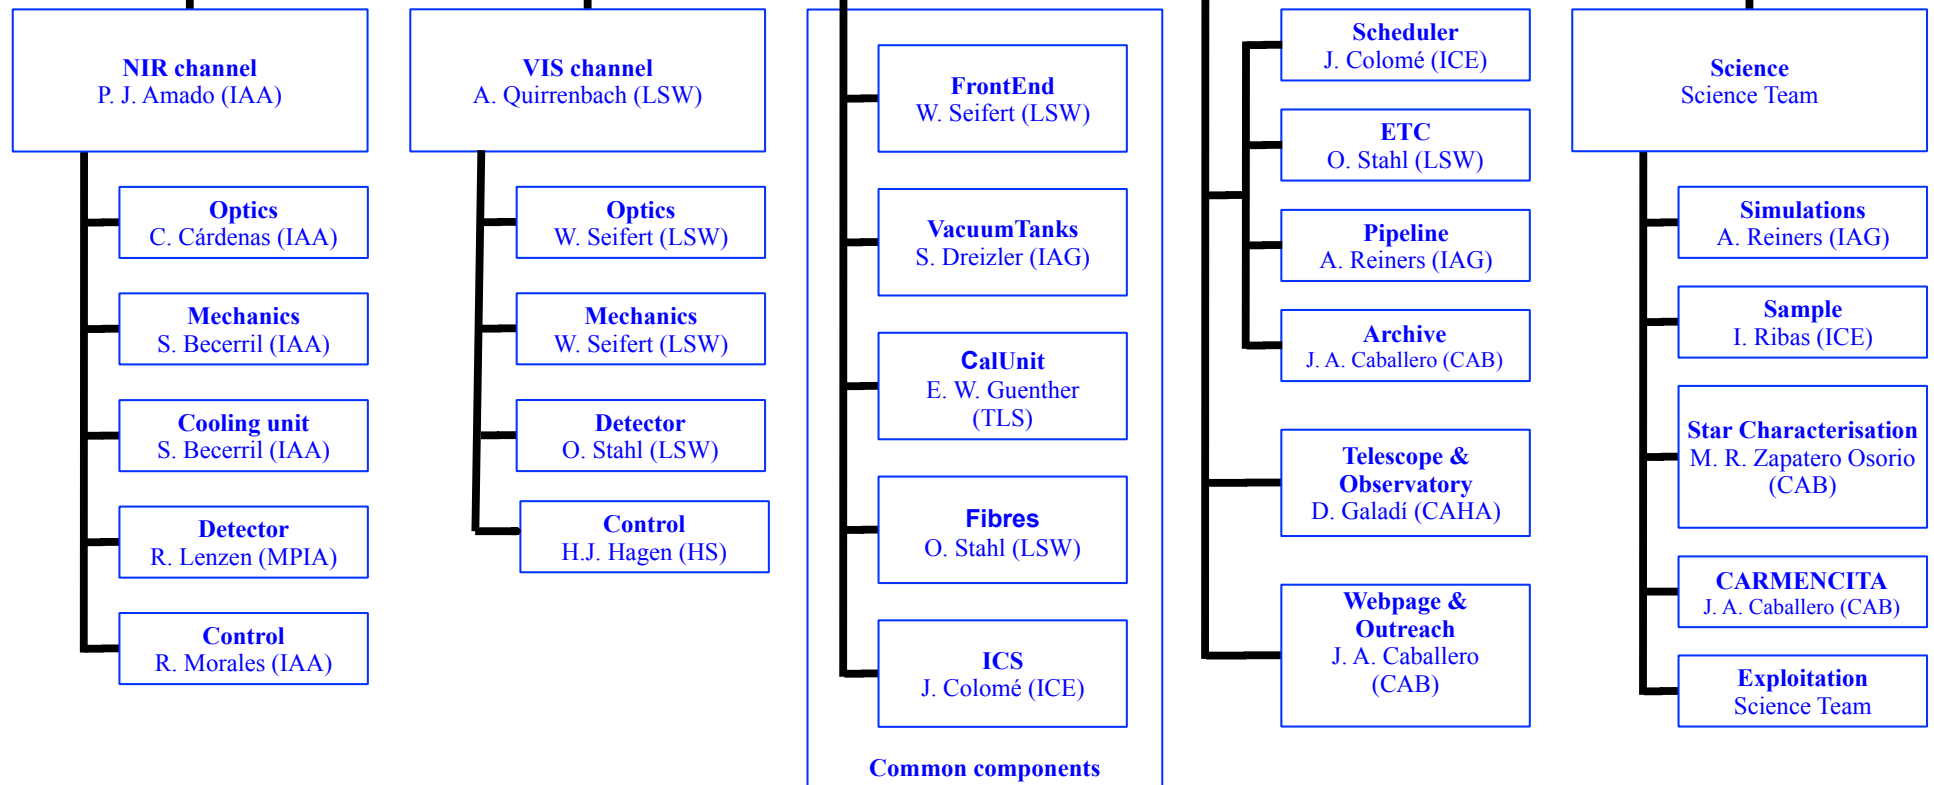 NIR channel
P. J. Amado (IAA)
Optics
C. Cárdenas (IAA)
Mechanics
S. Becerril (IAA)
Cooling unit
S. Becerril (IAA)
Detector
R. Lenzen (MPIA)
Control
R. Morales (IAA)
VIS channel
A. Quirrenbach (LSW)
Optics
W. Seifert (LSW)
Mechanics
W. Seifert (LSW)
Detector
O. Stahl (LSW)
Control
H.J. Hagen (HS)
FrontEnd
W. Seifert (LSW)
VacuumTanks
S. Dreizler (IAG)
CalUnit
E. W. Guenther
(TLS)
Fibres
O. Stahl (LSW)
ICS
J. Colomé (ICE)
Common components
Scheduler
J. Colomé (ICE)
ETC
O. Stahl (LSW)
Pipeline
A. Reiners (IAG)
Archive
J. A. Caballero (CAB)
Telescope &
Observatory
D. Galadí (CAHA)
Webpage &
Outreach
J. A. Caballero
(CAB)
Science
Science Team
Simulations
A. Reiners (IAG)
Sample
I. Ribas (ICE)
Star Characterisation
M. R. Zapatero Osorio
(CAB)
CARMENCITA
J. A. Caballero (CAB)
Exploitation
Science Team